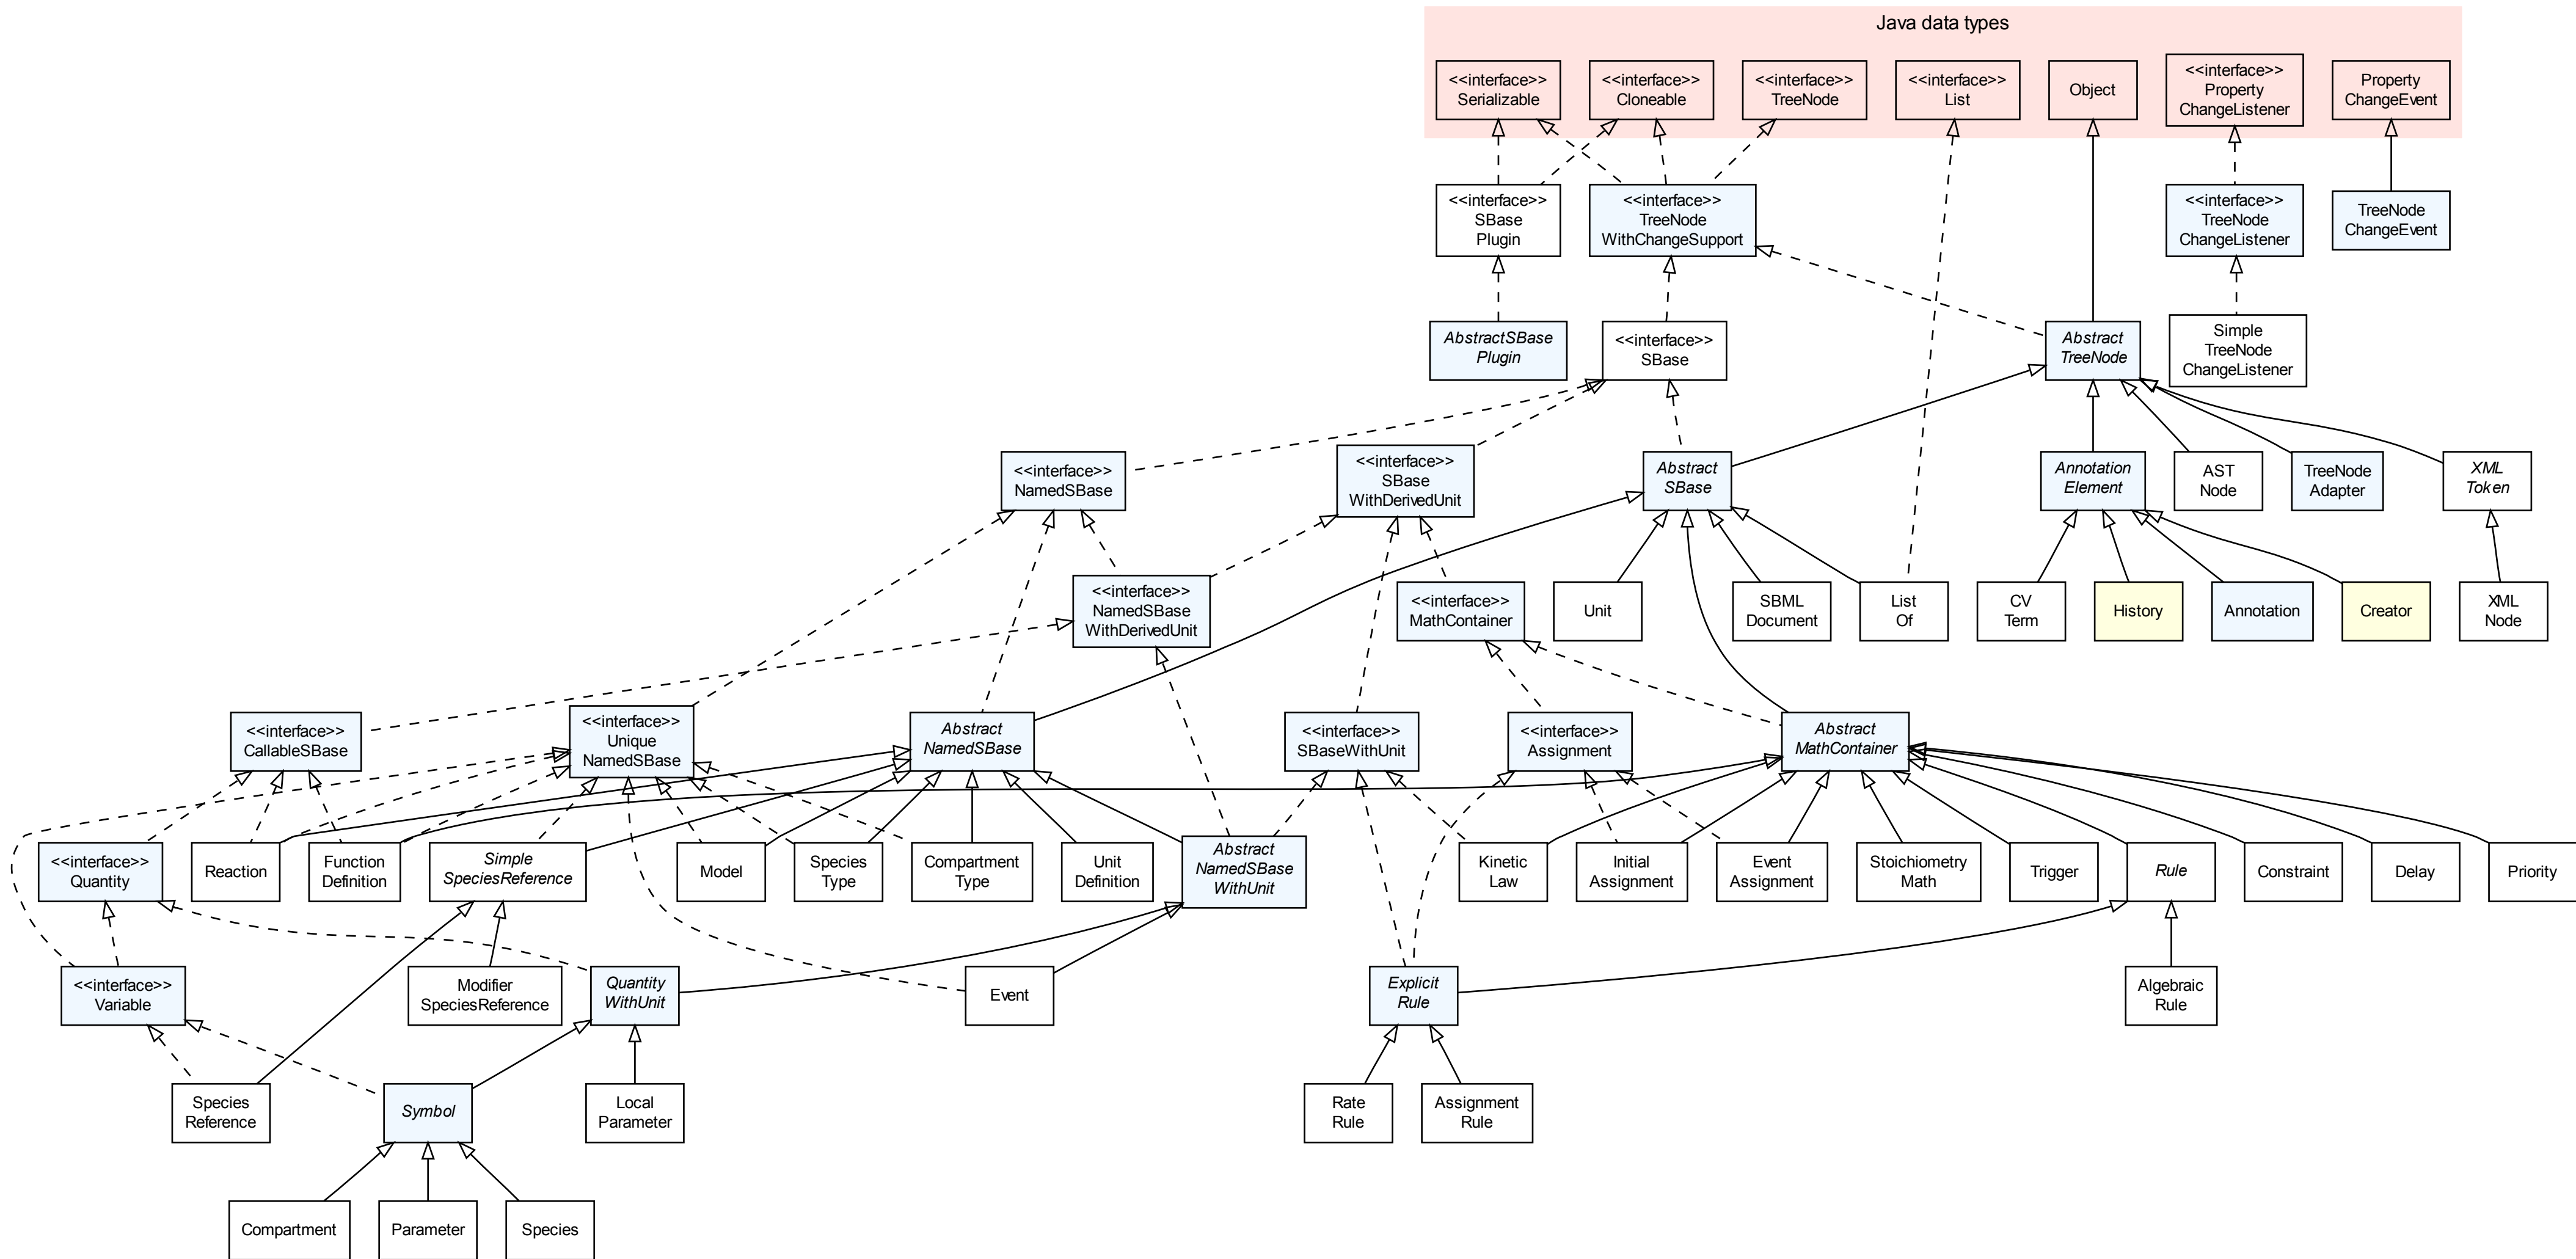 Java data types
<<interface>>
Serializable
<<interface>>
Cloneable
<<interface>>
TreeNode
<<interface>>
List
Object
<<interface>>
Property
ChangeListener
Property
ChangeEvent
<<interface>>
SBase
Plugin
<<interface>>
TreeNode
WithChangeSupport
<<interface>>
TreeNode
ChangeListener
TreeNode
ChangeEvent
AbstractSBase
Plugin
<<interface>>
SBase
Abstract
TreeNode
Simple
TreeNode
ChangeListener
<<interface>>
NamedSBase
<<interface>>
SBase
WithDerivedUnit
Abstract
SBase
Annotation
Element
AST
Node
TreeNode
Adapter
XML
Token
<<interface>>
NamedSBase
WithDerivedUnit
<<interface>>
MathContainer
Unit
SBML
Document
List
Of
CV
Term
History
Annotation
Creator
XML
Node
<<interface>>
CallableSBase
<<interface>>
Unique
NamedSBase
Abstract
NamedSBase
<<interface>>
SBaseWithUnit
<<interface>>
Assignment
Abstract
MathContainer
<<interface>>
Quantity
Reaction
Function
Definition
Simple
SpeciesReference
Model
Species
Type
Compartment
Type
Unit
Definition
Abstract
NamedSBase
WithUnit
Kinetic
Law
Initial
Assignment
Event
Assignment
Stoichiometry
Math
Trigger
Rule
Constraint
Delay
Priority
<<interface>>
Variable
Modifier
SpeciesReference
Quantity
WithUnit
Event
Explicit
Rule
Algebraic
Rule
Species
Reference
Symbol
Local
Parameter
Rate
Rule
Assignment
Rule
Compartment
Parameter
Species